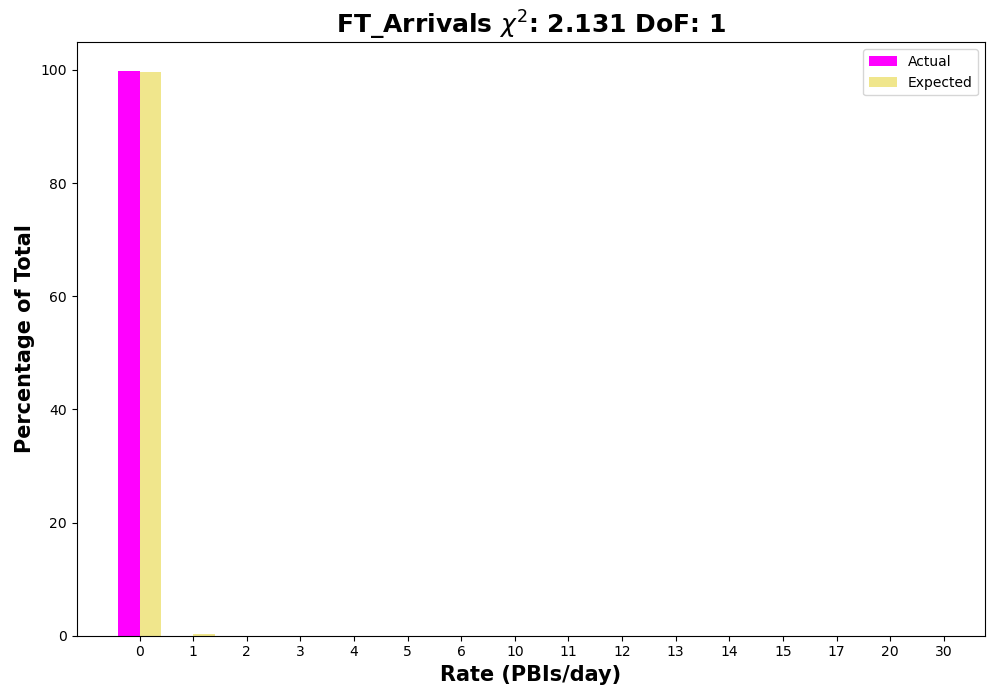 FT_Arrivals χ²: 2.131 DoF: 1
Actual
Expected
Percentage of Total
100
80
60
40
20
0
0 1 2 3 4 5 6 10 11 12 13 14 15 17 20 30
Rate (PBIs/day)